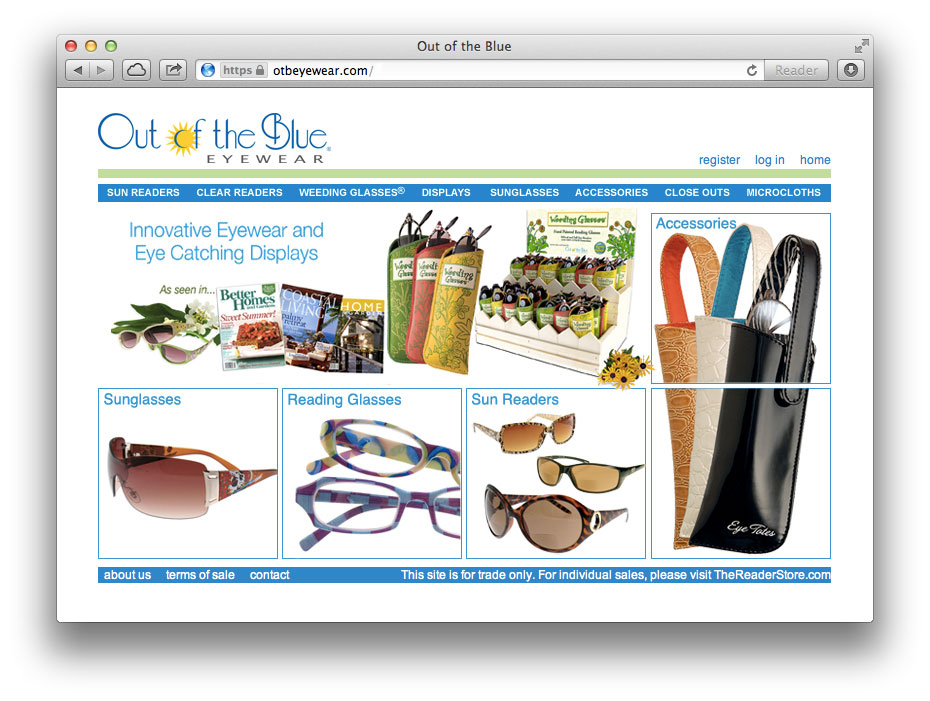 Out of the Blue
https
otbeyewear.com/
Reader
Out of the Blue®
EYEWEAR
register log in home
SUN READERS CLEAR READERS WEEDING GLASSES® DISPLAYS SUNGLASSES ACCESSORIES CLOSE OUTS MICROCLOTHS
Innovative Eyewear and
Eye Catching Displays
As seen in...
Better
Homes
Sweet Summer!
COASTAL
LIVING
HOME
Weeding
Glasses
Weeding Glasses
Accessories
Sunglasses
Reading Glasses
Sun Readers
Eye Totes
about us terms of sale contact
This site is for trade only. For individual sales, please visit TheReaderStore.com